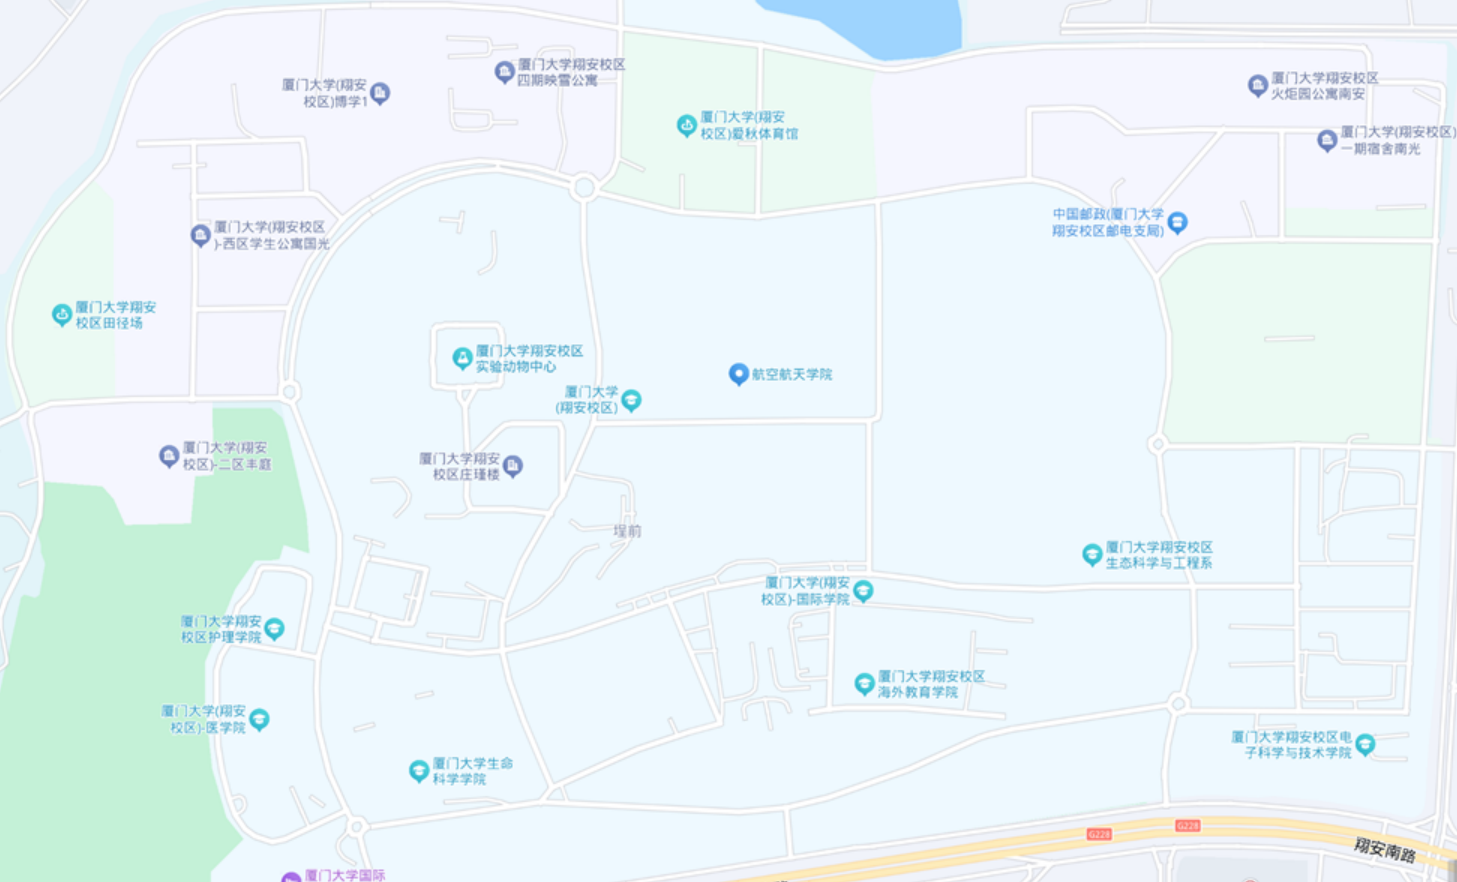 厦门大学翔安校区
四期映雪公寓
厦门大学(翔安
校区)博学1
厦门大学翔安校区
火炬园公寓南安
厦门大学(翔安
校区)爱秋体育馆
厦门大学(翔安校区)
一期宿舍南光
厦门大学(翔安校区
)-西区学生公寓国光
中国邮政(厦门大学
翔安校区邮电支局)
厦门大学翔安
校区田径场
厦门大学翔安校区
实验动物中心
航空航天学院
厦门大学
(翔安校区)
厦门大学(翔安
校区)-二区丰庭
厦门大学翔安
校区庄瑾楼
埕前
厦门大学翔安校区
生态科学与工程系
厦门大学(翔安
校区)-国际学院
厦门大学翔安
校区护理学院
厦门大学翔安校区
海外教育学院
厦门大学(翔安
校区)-医学院
厦门大学翔安校区电
子科学与技术学院
厦门大学生命
科学学院
G228
G228
翔安南路
厦门大学国际